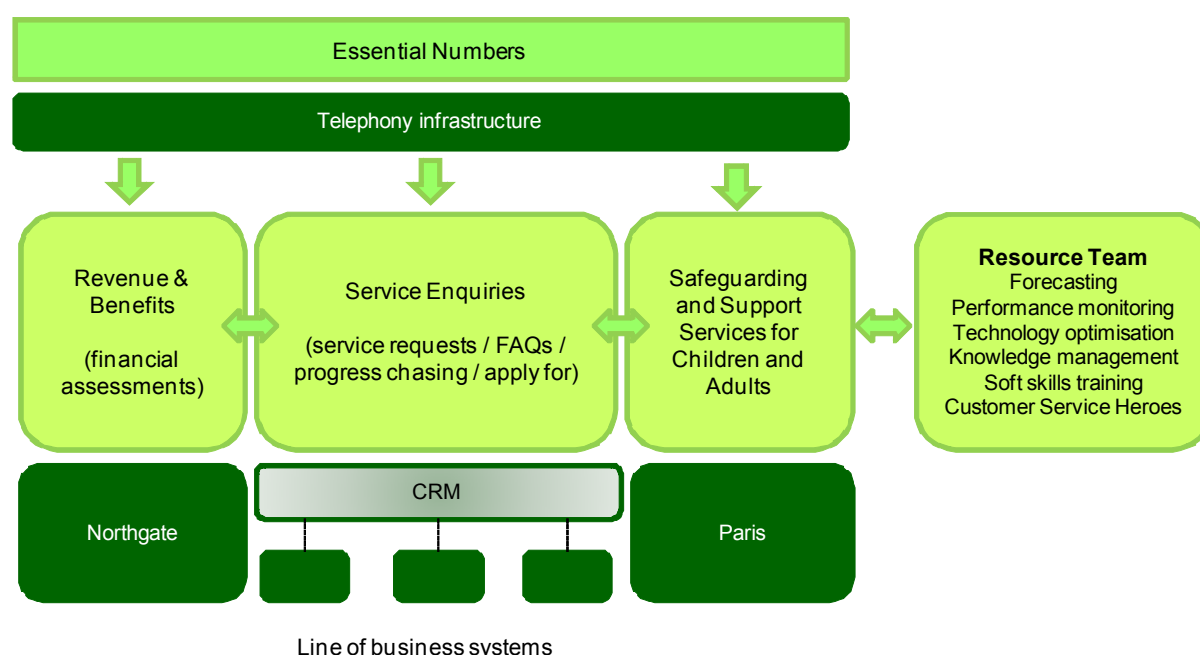 Essential Numbers
Telephony infrastructure
Revenue &
Benefits
(financial
assessments)
Service Enquiries
(service requests / FAQs /
progress chasing / apply for)
Safeguarding
and Support
Services for
Children and
Adults
Resource Team
Forecasting
Performance monitoring
Technology optimisation
Knowledge management
Soft skills training
Customer Service Heroes
Northgate
CRM
Paris
Line of business systems